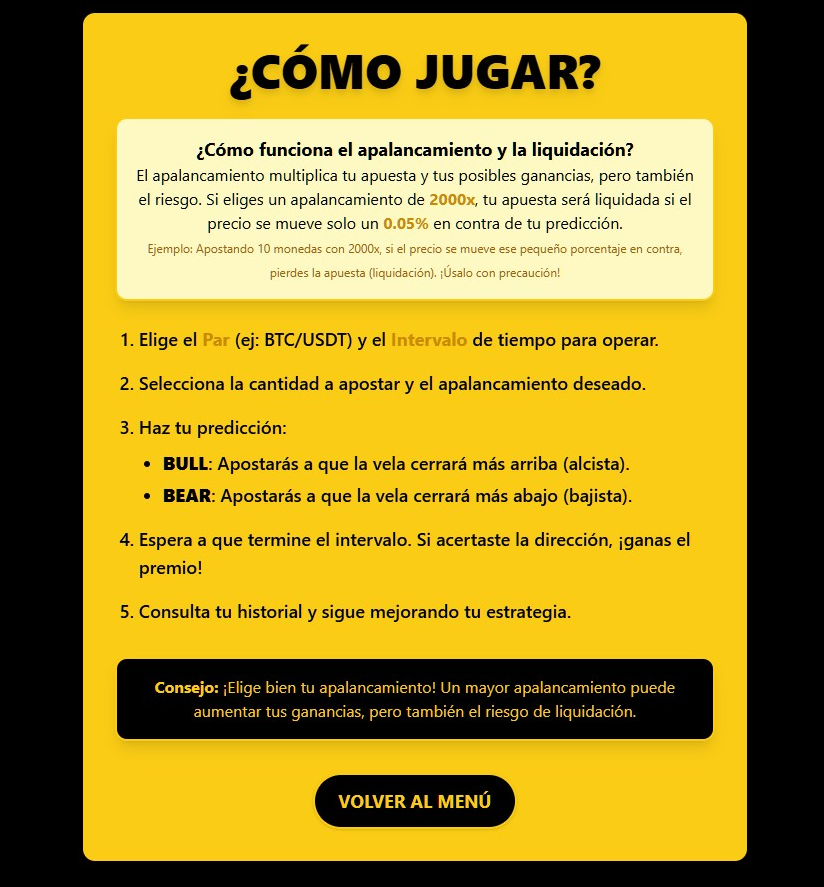 ¿CÓMO JUGAR?
¿Cómo funciona el apalancamiento y la liquidación?
El apalancamiento multiplica tu apuesta y tus posibles ganancias, pero también
el riesgo. Si eliges un apalancamiento de 2000x, tu apuesta será liquidada si el
precio se mueve solo un 0.05% en contra de tu predicción.
Ejemplo: Apostando 10 monedas con 2000x, si el precio se mueve ese pequeño porcentaje en contra,
pierdes la apuesta (liquidación). ¡Úsalo con precaución!
1. Elige el Par (ej: BTC/USDT) y el Intervalo de tiempo para operar.
2. Selecciona la cantidad a apostar y el apalancamiento deseado.
3. Haz tu predicción:
• BULL: Apostarás a que la vela cerrará más arriba (alcista).
• BEAR: Apostarás a que la vela cerrará más abajo (bajista).
4. Espera a que termine el intervalo. Si acertaste la dirección, ¡ganas el
premio!
5. Consulta tu historial y sigue mejorando tu estrategia.
Consejo: ¡Elige bien tu apalancamiento! Un mayor apalancamiento puede
aumentar tus ganancias, pero también el riesgo de liquidación.
VOLVER AL MENÚ